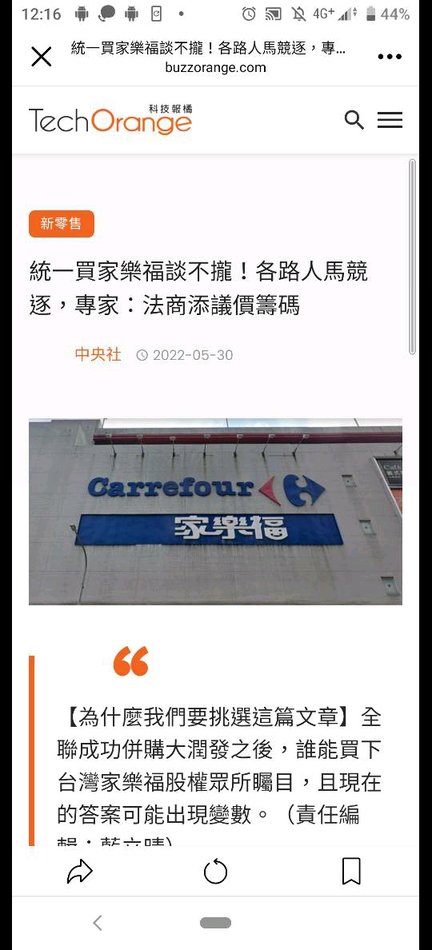 12:16
4G+
44%
統一買家樂福談不攏！各路人馬競逐，專...
buzzorange.com
科技報橘
TechOrange
新零售
統一買家樂福談不攏！各路人馬競
逐，專家：法商添議價籌碼
中央社 2022-05-30
Carrefour
家樂福
【為什麼我們要挑選這篇文章】全
聯成功併購大潤發之後，誰能買下
台灣家樂福股權眾所矚目，且現在
的答案可能出現變數。（責任編